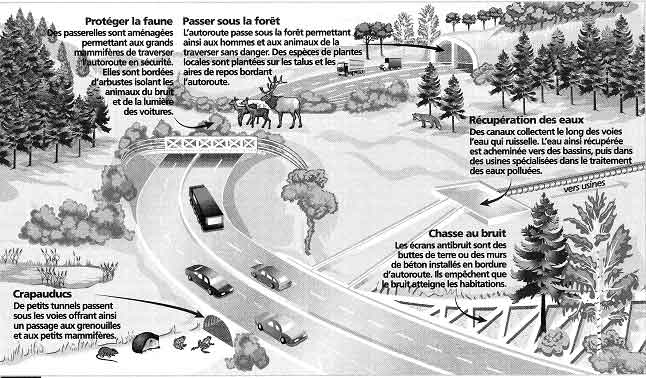 Protéger la faune
Des passerelles sont aménagées
permettant aux grands
mammifères de traverser
l'autoroute en sécurité.
Elles sont bordées
d'arbustes isolant les
animaux du bruit
et de la lumière
des voitures.
Passer sous la forêt
L'autoroute passe sous la forêt permettant
ainsi aux hommes et aux animaux de la
traverser sans danger. Des espèces de plantes
locales sont plantées sur les talus et les
aires de repos bordant
l'autoroute.
Récupération des eaux
Des canaux collectent le long des voies
l'eau qui ruisselle. L'eau ainsi récupérée
est acheminée vers des bassins, puis dans
des usines spécialisées dans le traitement
des eaux polluées.
vers usines
Chasse au bruit
Les écrans antibruit sont des
buttes de terre ou des murs
de béton installés en bordure
d'autoroute. Ils empêchent que
le bruit atteigne les habitations.
Crapauducs
De petits tunnels passent
sous les voies offrant ainsi
un passage aux grenouilles
et aux petits mammifères.